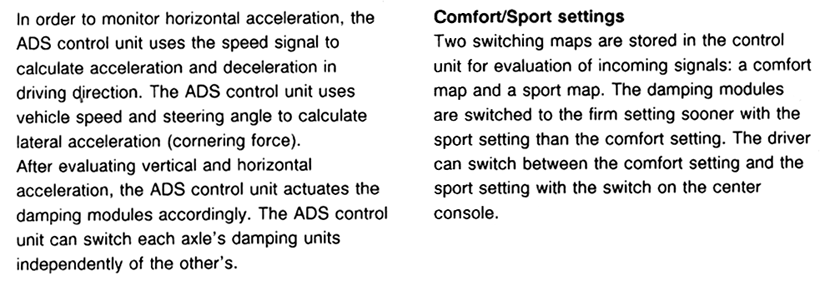 In order to monitor horizontal acceleration, the
ADS control unit uses the speed signal to
calculate acceleration and deceleration in
driving direction. The ADS control unit uses
vehicle speed and steering angle to calculate
lateral acceleration (cornering force).
After evaluating vertical and horizontal
acceleration, the ADS control unit actuates the
damping modules accordingly. The ADS control
unit can switch each axle's damping units
independently of the other's.
Comfort/Sport settings
Two switching maps are stored in the control
unit for evaluation of incoming signals: a comfort
map and a sport map. The damping modules
are switched to the firm setting sooner with the
sport setting than the comfort setting. The driver
can switch between the comfort setting and the
sport setting with the switch on the center
console.